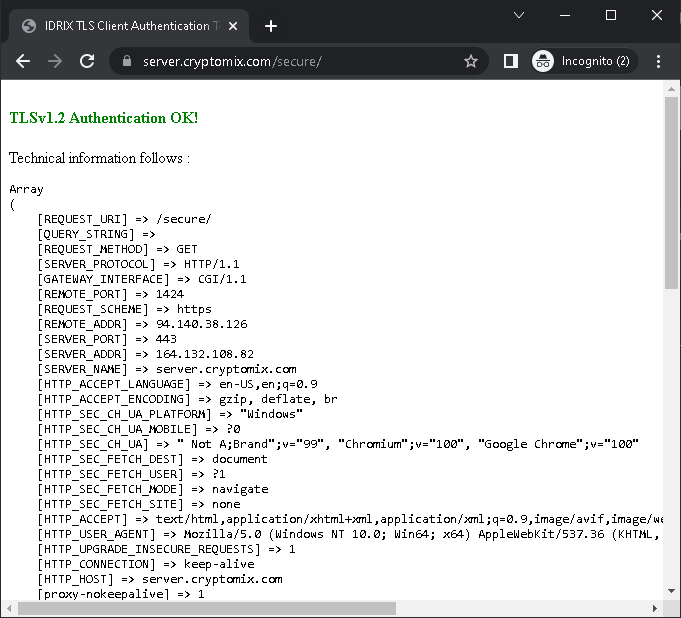 IDRIX TLS Client Authentication T
server.cryptomix.com/secure/
Incognito (2)
TLSv1.2 Authentication OK!
Technical information follows :
Array
(
[REQUEST_URI] => /secure/
[QUERY_STRING] =>
[REQUEST_METHOD] => GET
[SERVER_PROTOCOL] => HTTP/1.1
[GATEWAY_INTERFACE] => CGI/1.1
[REMOTE_PORT] => 1424
[REQUEST_SCHEME] => https
[REMOTE_ADDR] => 94.140.38.126
[SERVER_PORT] => 443
[SERVER_ADDR] => 164.132.108.82
[SERVER_NAME] => server.cryptomix.com
[HTTP_ACCEPT_LANGUAGE] => en-US,en;q=0.9
[HTTP_ACCEPT_ENCODING] => gzip, deflate, br
[HTTP_SEC_CH_UA_PLATFORM] => "Windows"
[HTTP_SEC_CH_UA_MOBILE] => ?0
[HTTP_SEC_CH_UA] => " Not A;Brand";v="99", "Chromium";v="100", "Google Chrome";v="100"
[HTTP_SEC_FETCH_DEST] => document
[HTTP_SEC_FETCH_USER] => ?1
[HTTP_SEC_FETCH_MODE] => navigate
[HTTP_SEC_FETCH_SITE] => none
[HTTP_ACCEPT] => text/html,application/xhtml+xml,application/xml;q=0.9,image/avif,image/we
[HTTP_USER_AGENT] => Mozilla/5.0 (Windows NT 10.0; Win64; x64) AppleWebKit/537.36 (KHTML,
[HTTP_UPGRADE_INSECURE_REQUESTS] => 1
[HTTP_CONNECTION] => keep-alive
[HTTP_HOST] => server.cryptomix.com
[proxy-nokeepalive] => 1